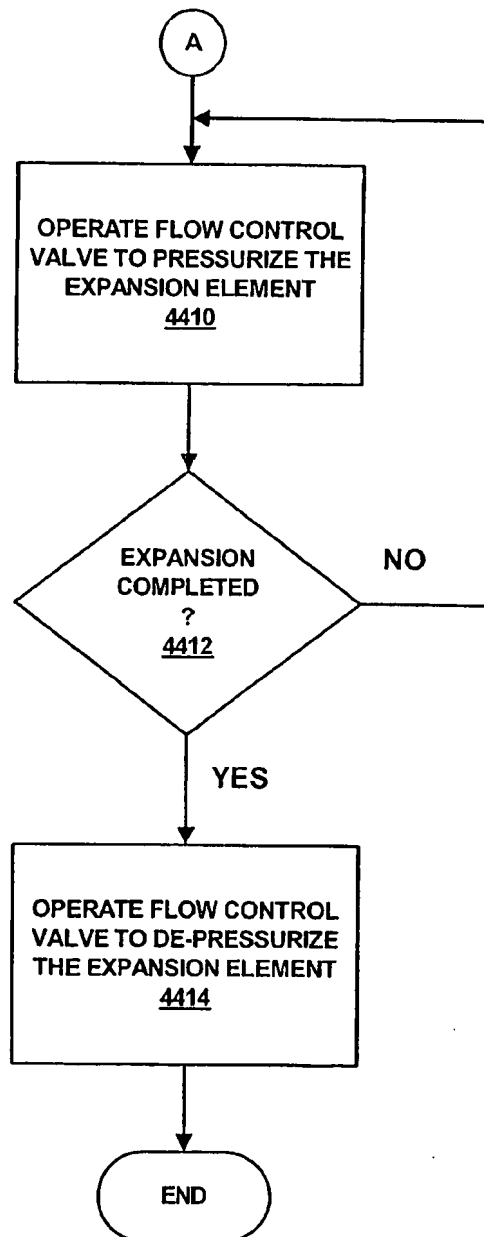 A
OPERATE FLOW CONTROL
VALVE TO PRESSURIZE THE
EXPANSION ELEMENT
4410
EXPANSION
COMPLETED
?
4412
NO
YES
OPERATE FLOW CONTROL
VALVE TO DE-PRESSURIZE
THE EXPANSION ELEMENT
4414
END